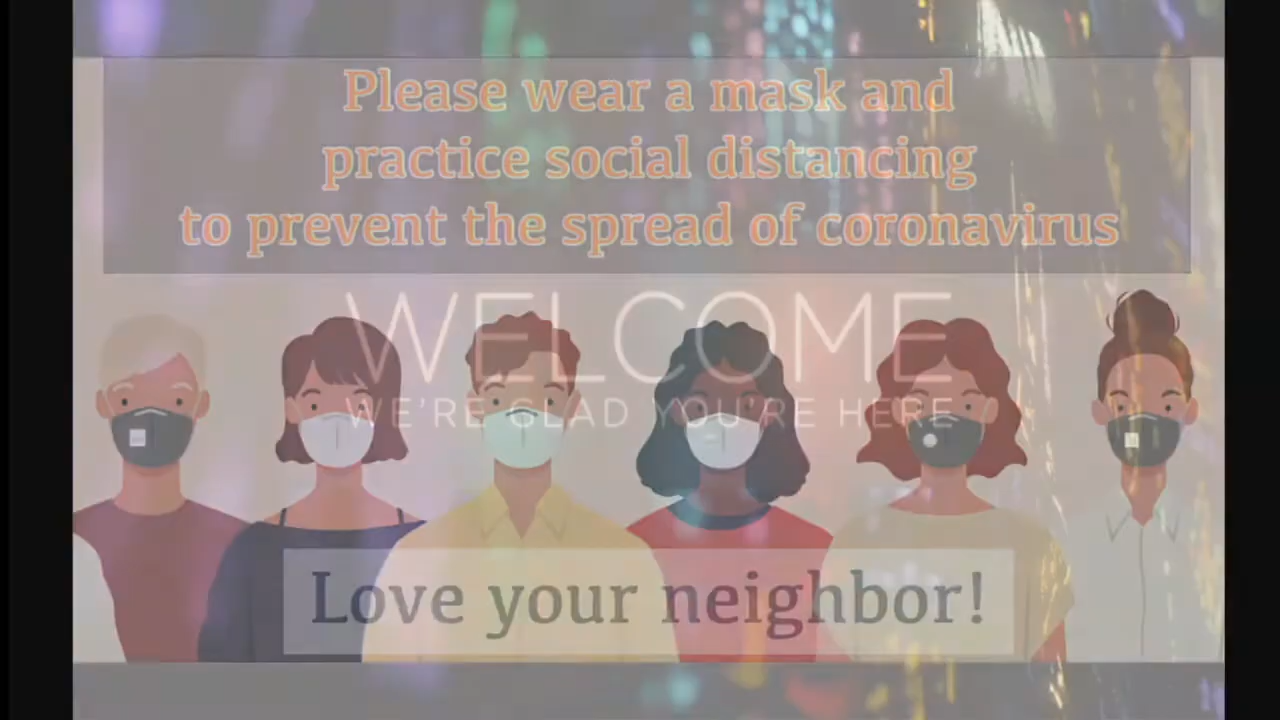 Please wear a mask and
practice social distancing
to prevent the spread of coronavirus
WELCOME
WE'RE GLAD YOU'RE HERE
Love your neighbor!